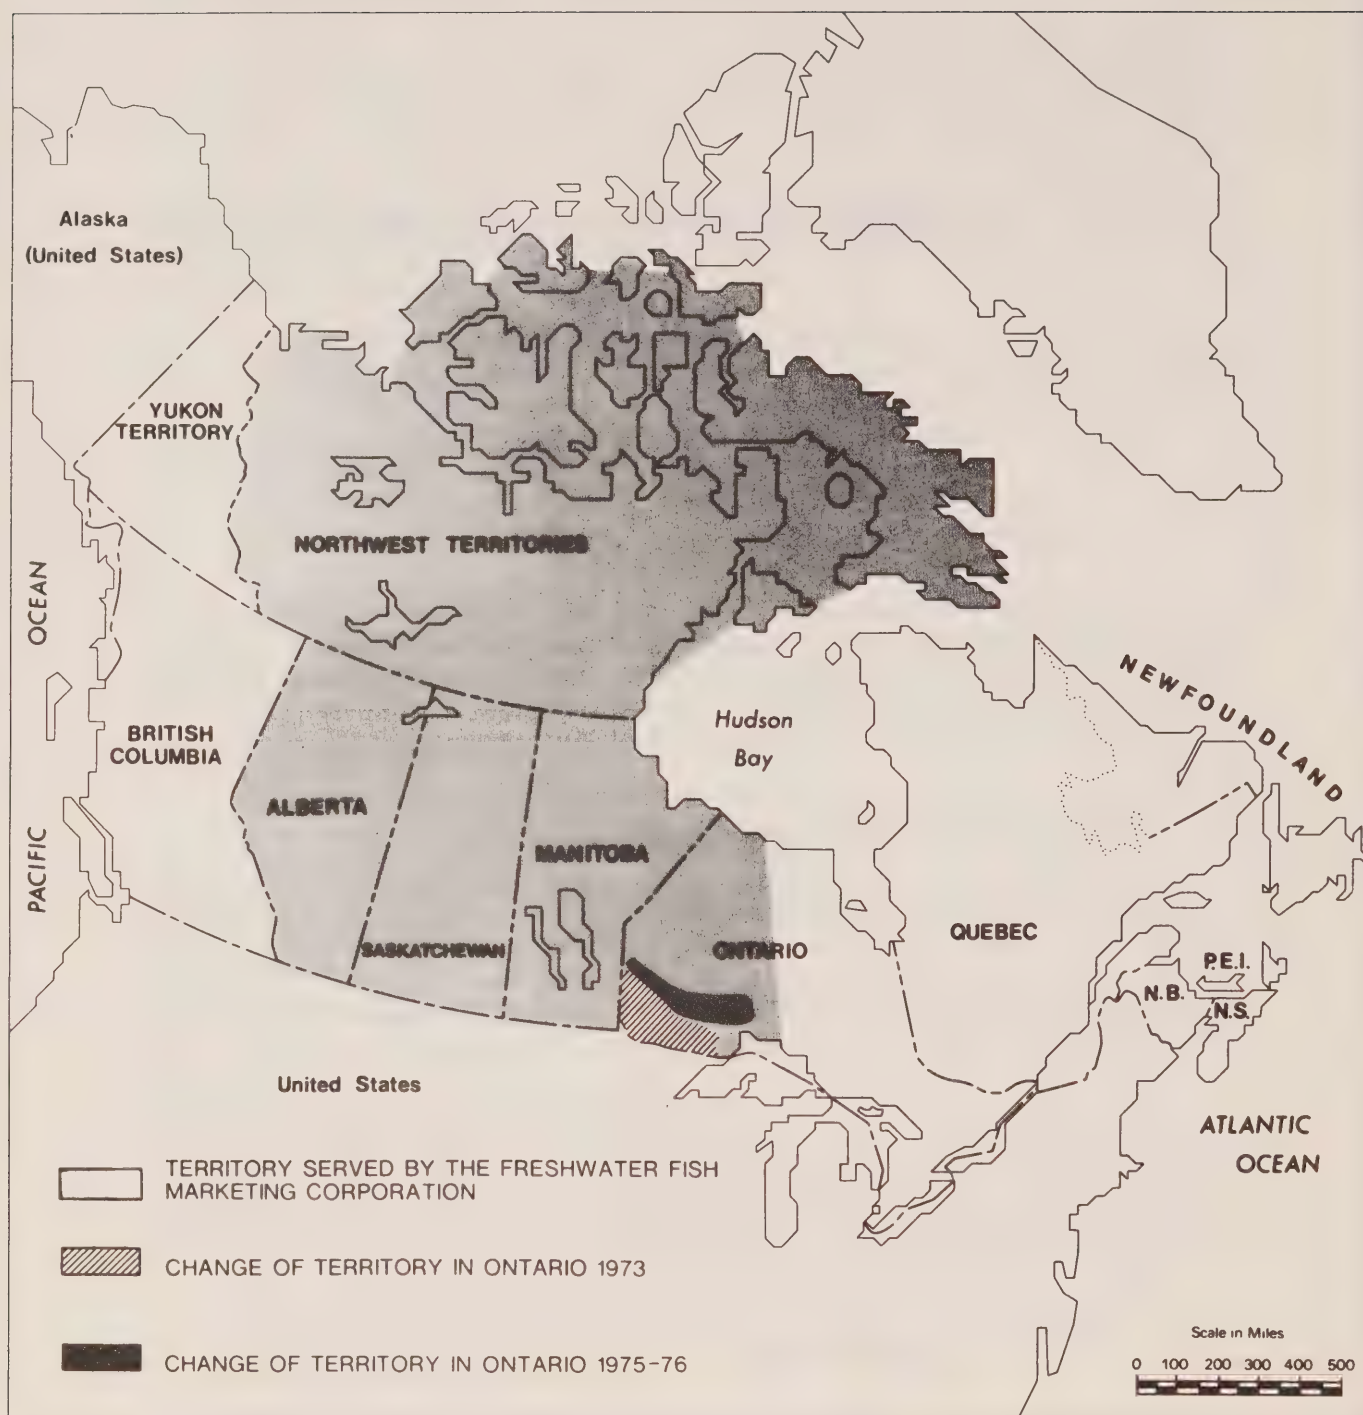 Alaska
(United States)
YUKON
TERRITORY
NORTHWEST TERRITORIES
OCEAN
PACIFIC
BRITISH
COLUMBIA
ALBERTA
SASKATCHEWAN
MANITOBA
ONTARIO
Hudson
Bay
QUEBEC
NEWFOUNDLAND
P.E.I.
N.B.
N.S.
United States
ATLANTIC
OCEAN
TERRITORY SERVED BY THE FRESHWATER FISH
MARKETING CORPORATION
CHANGE OF TERRITORY IN ONTARIO 1973
CHANGE OF TERRITORY IN ONTARIO 1975-76
Scale in Miles
0 100 200 300 400 500